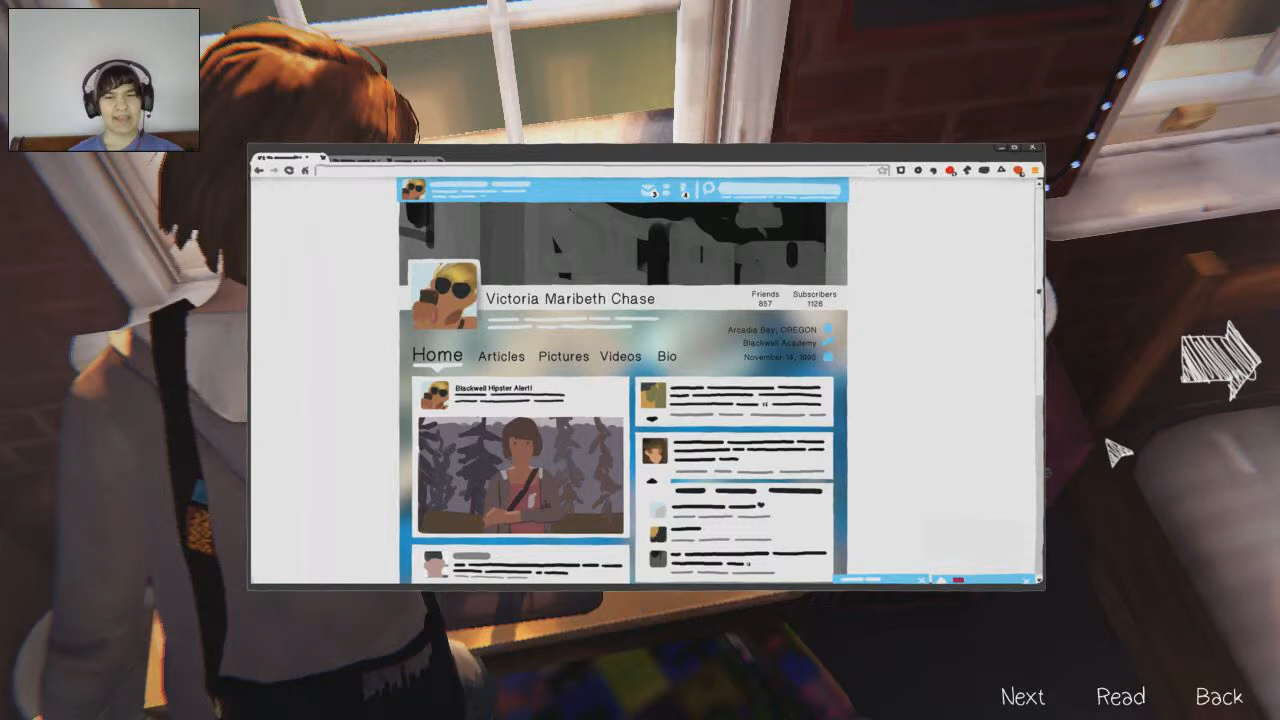 Victoria Maribeth Chase
Friends
857
Subscribers
1126
Arcadia Bay, OREGON
Blackwell Academy
November 14, 1995
Home
Articles
Pictures
Videos
Bio
Blackwell Hipster Alert!
Next
Read
Back